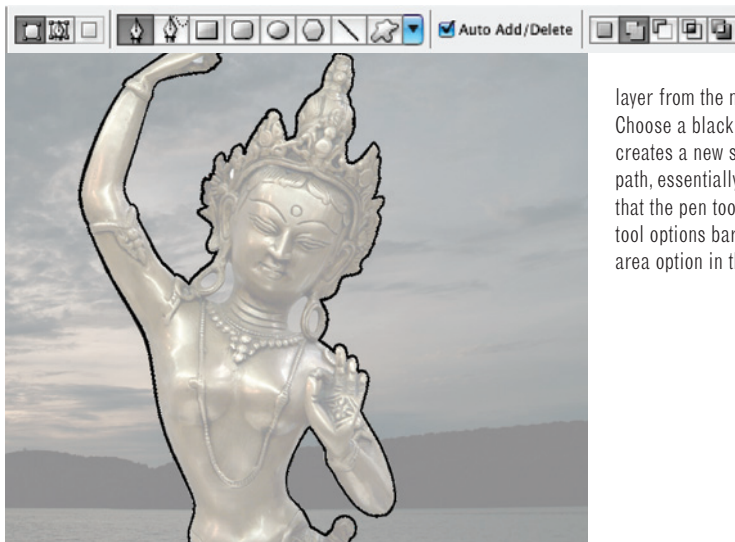 Auto Add/Delete
layer from the
Choose a black
creates a new
path, essentially
that the pen
tool options bar
area option in